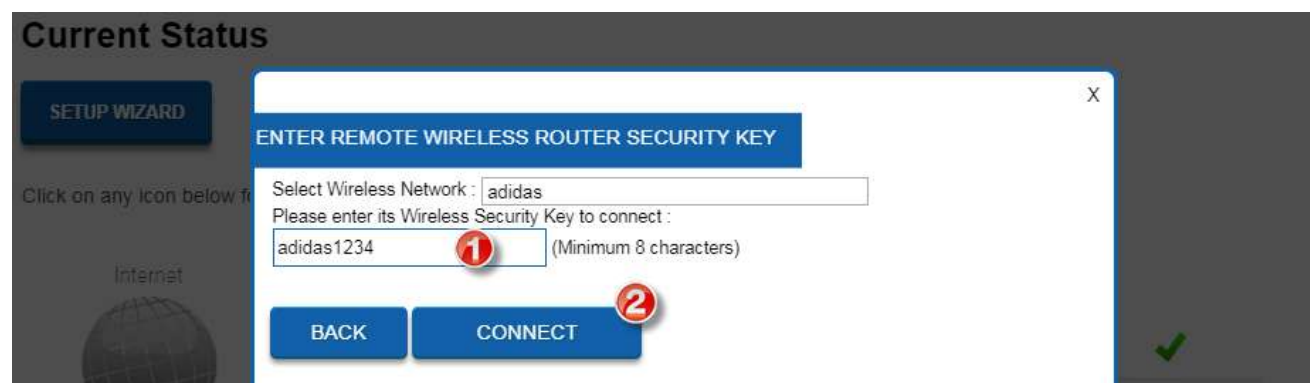 Current Status
SETUP WIZARD
X
ENTER REMOTE WIRELESS ROUTER SECURITY KEY
Click on any icon below
Select Wireless Network : adidas
Please enter its Wireless Security Key to connect :
adidas1234 1 (Minimum 8 characters)
Internet
2
BACK CONNECT